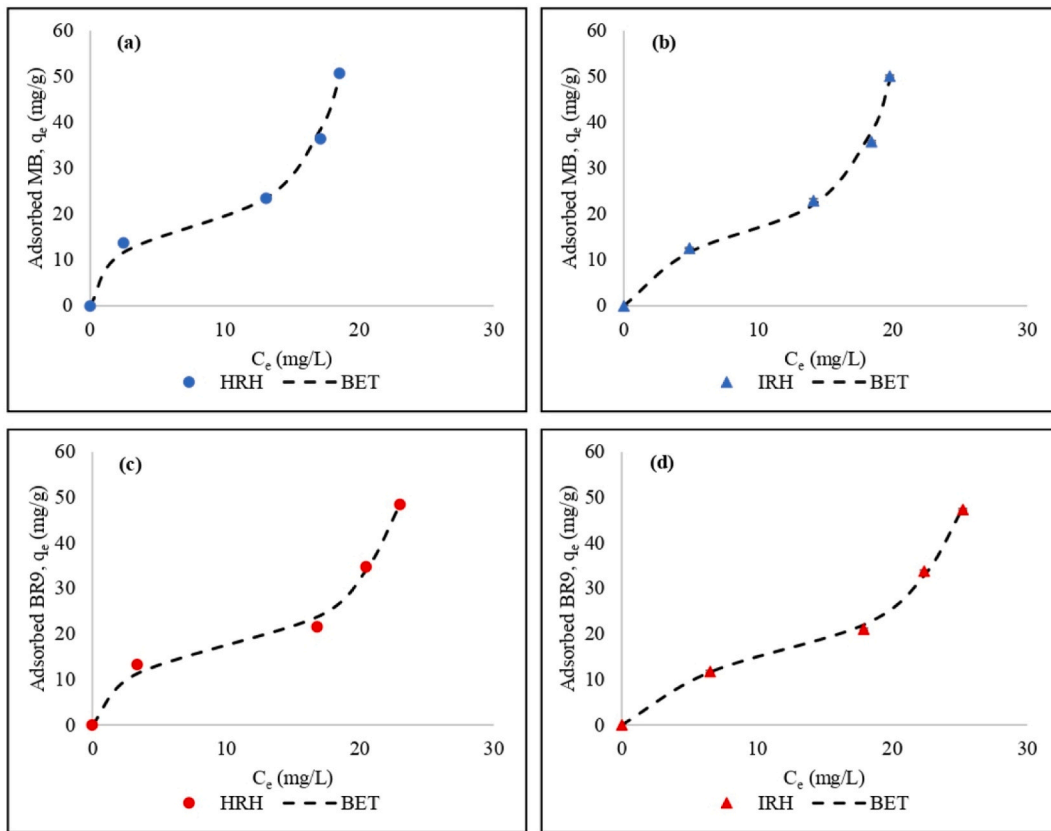 (a)
Adsorbed MB, qₑ (mg/g)
60
50
40
30
20
10
0
0 10 20 30
Cₑ (mg/L)
HRH BET
(b)
Adsorbed MB, qₑ (mg/g)
60
50
40
30
20
10
0
0 10 20 30
Cₑ (mg/L)
IRH BET
(c)
Adsorbed BR9, qₑ (mg/g)
60
50
40
30
20
10
0
0 10 20 30
Cₑ (mg/L)
HRH BET
(d)
Adsorbed BR9, qₑ (mg/g)
60
50
40
30
20
10
0
0 10 20 30
Cₑ (mg/L)
IRH BET